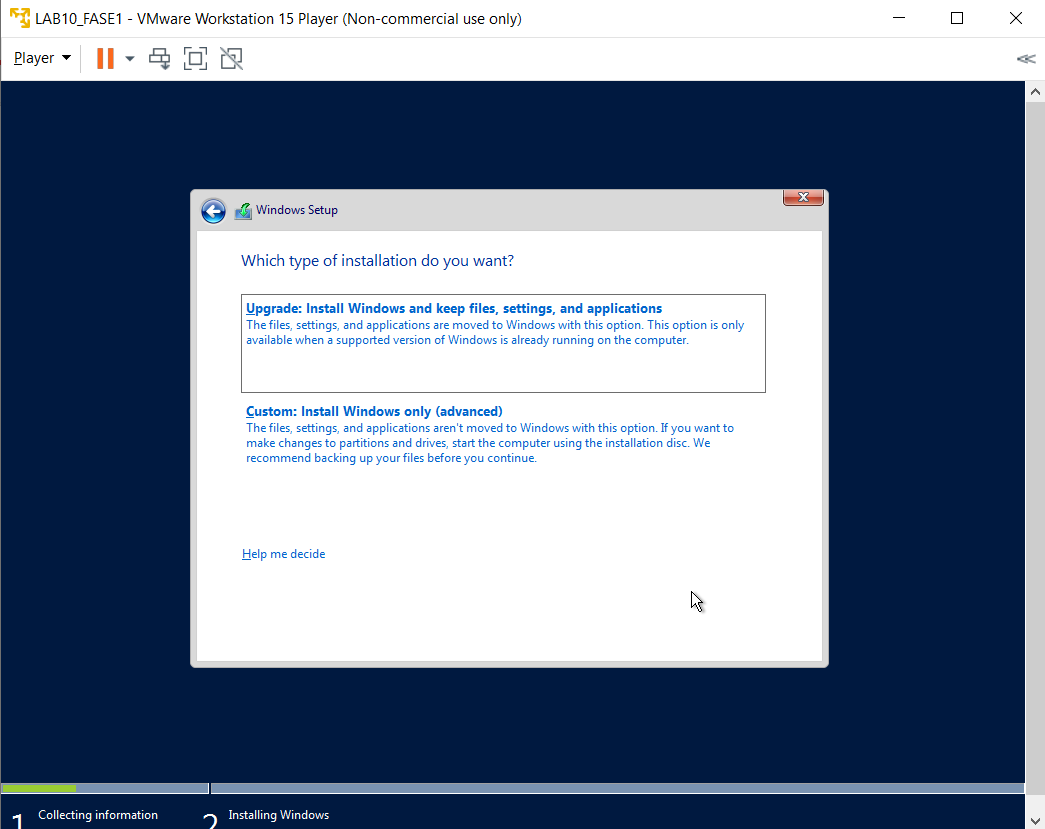 LAB10_FASE1 - VMware Workstation 15 Player (Non-commercial use only)
Player
Windows Setup
Which type of installation do you want?
Upgrade: Install Windows and keep files, settings, and applications
The files, settings, and applications are moved to Windows with this option. This option is only
available when a supported version of Windows is already running on the computer.
Custom: Install Windows only (advanced)
The files, settings, and applications aren't moved to Windows with this option. If you want to
make changes to partitions and drives, start the computer using the installation disc. We
recommend backing up your files before you continue.
Help me decide
1 Collecting information 2 Installing Windows